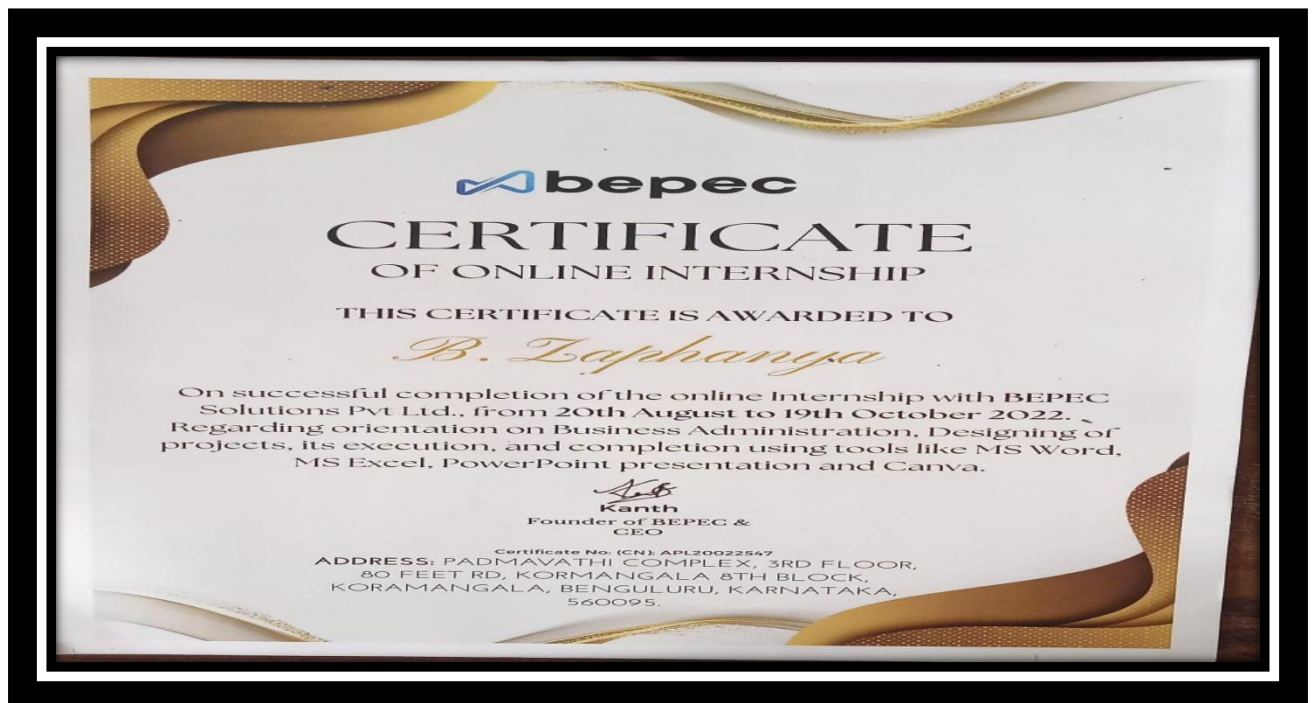 bepec
CERTIFICATE
OF ONLINE INTERNSHIP
THIS CERTIFICATE IS AWARDED TO
B. Zaphanya
On successful completion of the online Internship with BEPEC
Solutions Pvt Ltd., from 20th August to 19th October 2022.
Regarding orientation on Business Administration, Designing of
projects, its execution, and completion using tools like MS Word,
MS Excel, PowerPoint presentation and Canva.
Kanth
Founder of BEPEC &
CEO
Certificate No: (CN): APL20022547
ADDRESS: PADMAVATHI COMPLEX, 3RD FLOOR,
80 FEET RD, KORMANGALA 8TH BLOCK,
KORAMANGALA, BENGULURU, KARNATAKA,
560095.